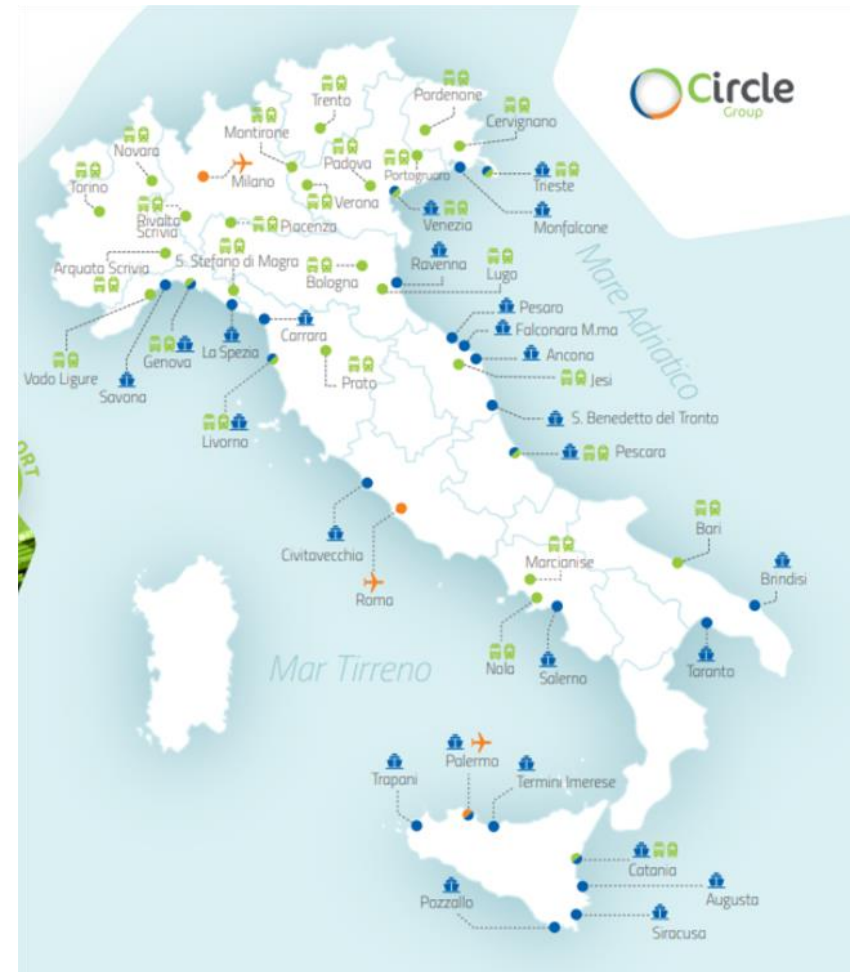 Circle
Group
Pordenone
Trento
Cervignano
Montirone
Novara
Padova
Portogruaro
Milano
Torino
Trieste
Verona
Rivalta
Scrivia
Piacenza
Venezia
Monfalcone
Arquata Scrivia
S. Stefano di Magra
Ravenna
Lugo
Bologna
Mare Adriatico
Pesaro
Falconara M.ma
Carrara
La Spezia
Ancona
Genova
Vado Ligure
Prato
Jesi
Savona
S. Benedetto del Tronto
Livorno
Pescara
ORT
Bari
Civitavecchia
Marcianise
Brindisi
Roma
Mar Tirreno
Nola
Salerno
Taranto
Palermo
Trapani
Termini Imerese
Catania
Pozzallo
Augusta
Siracusa